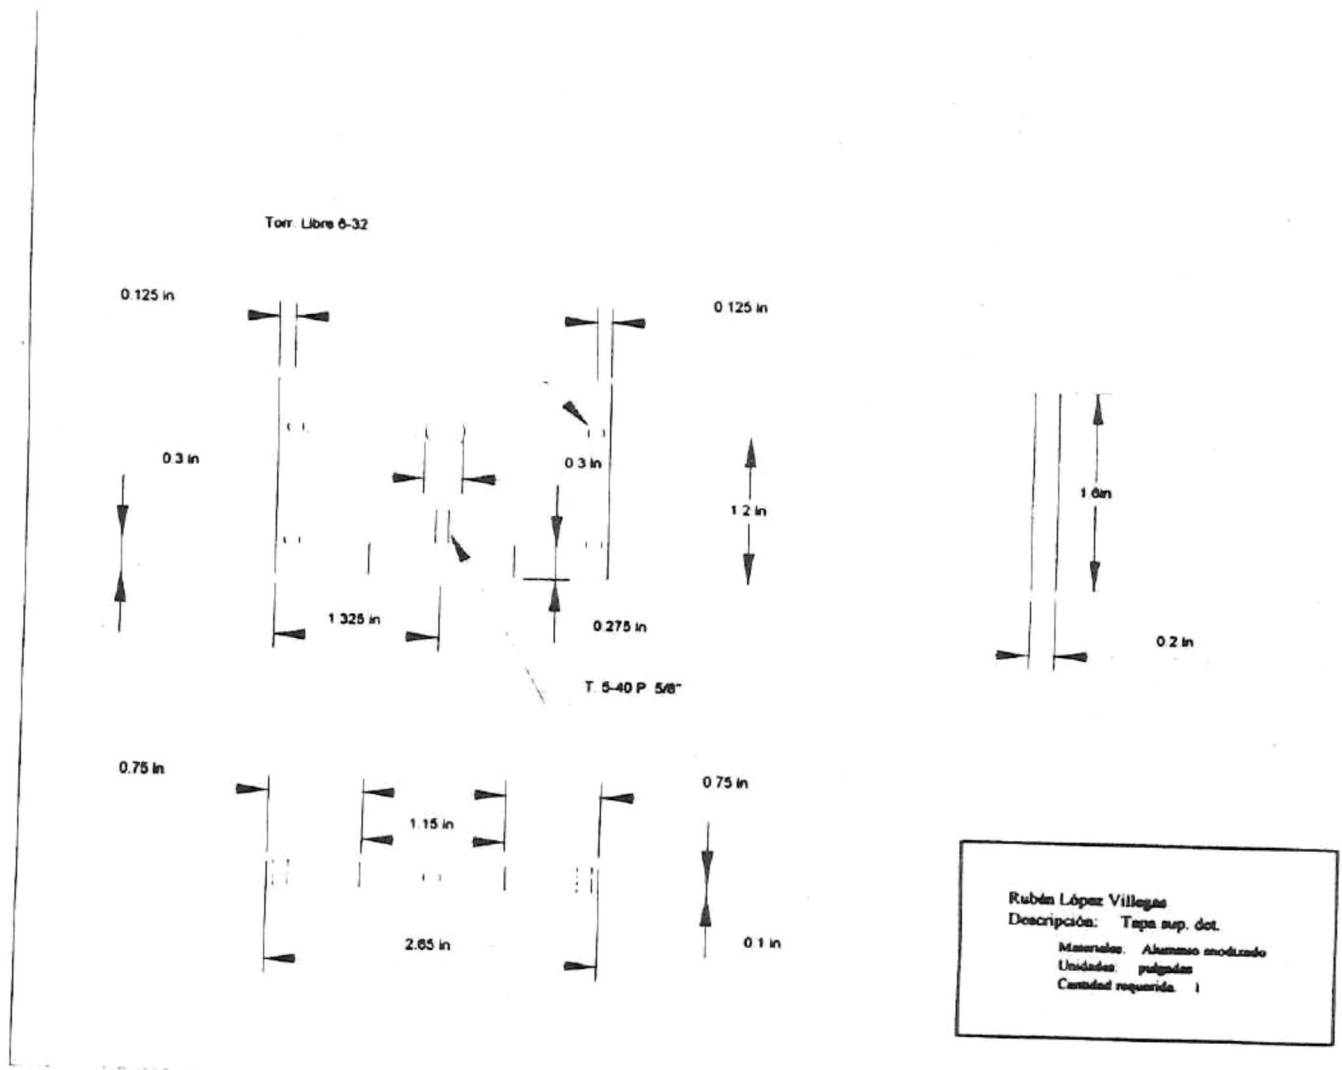 Torr. Libre 6-32
0.125 in
0.125 in
0.3 in
0.3 in
1.2 in
1.6in
1.325 in
0.275 in
0.2 in
T. 5-40 P. 5/8"
0.75 in
0.75 in
1.15 in
2.65 in
0.1 in
Rubén López Villegas
Descripción: Tapa sup. det.
Materiales: Aluminio anodizado
Unidades: pulgadas
Cantidad requerida: 1